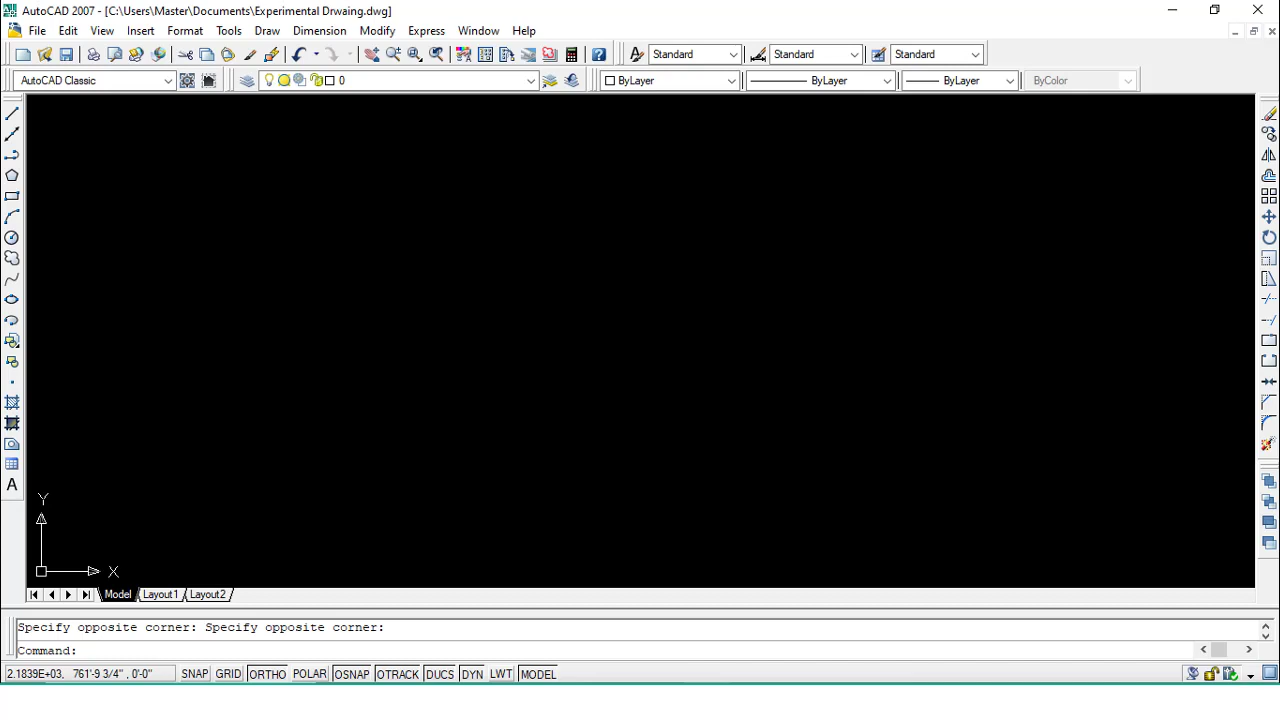 AutoCAD 2007 - [C:\Users\Master\Documents\Experimental Drwaing.dwg]
File Edit View Insert Format Tools Draw Dimension Modify Express Window Help
Standard Standard Standard
AutoCAD Classic 0 ByLayer ByLayer ByLayer ByColor
A
Y
X
Model Layout1 Layout2
Specify opposite corner: Specify opposite corner:
Command:
2.1839E+03, 761'-9 3/4", 0'-0" SNAP GRID ORTHO POLAR OSNAP OTRACK DUCS DYN LWT MODEL